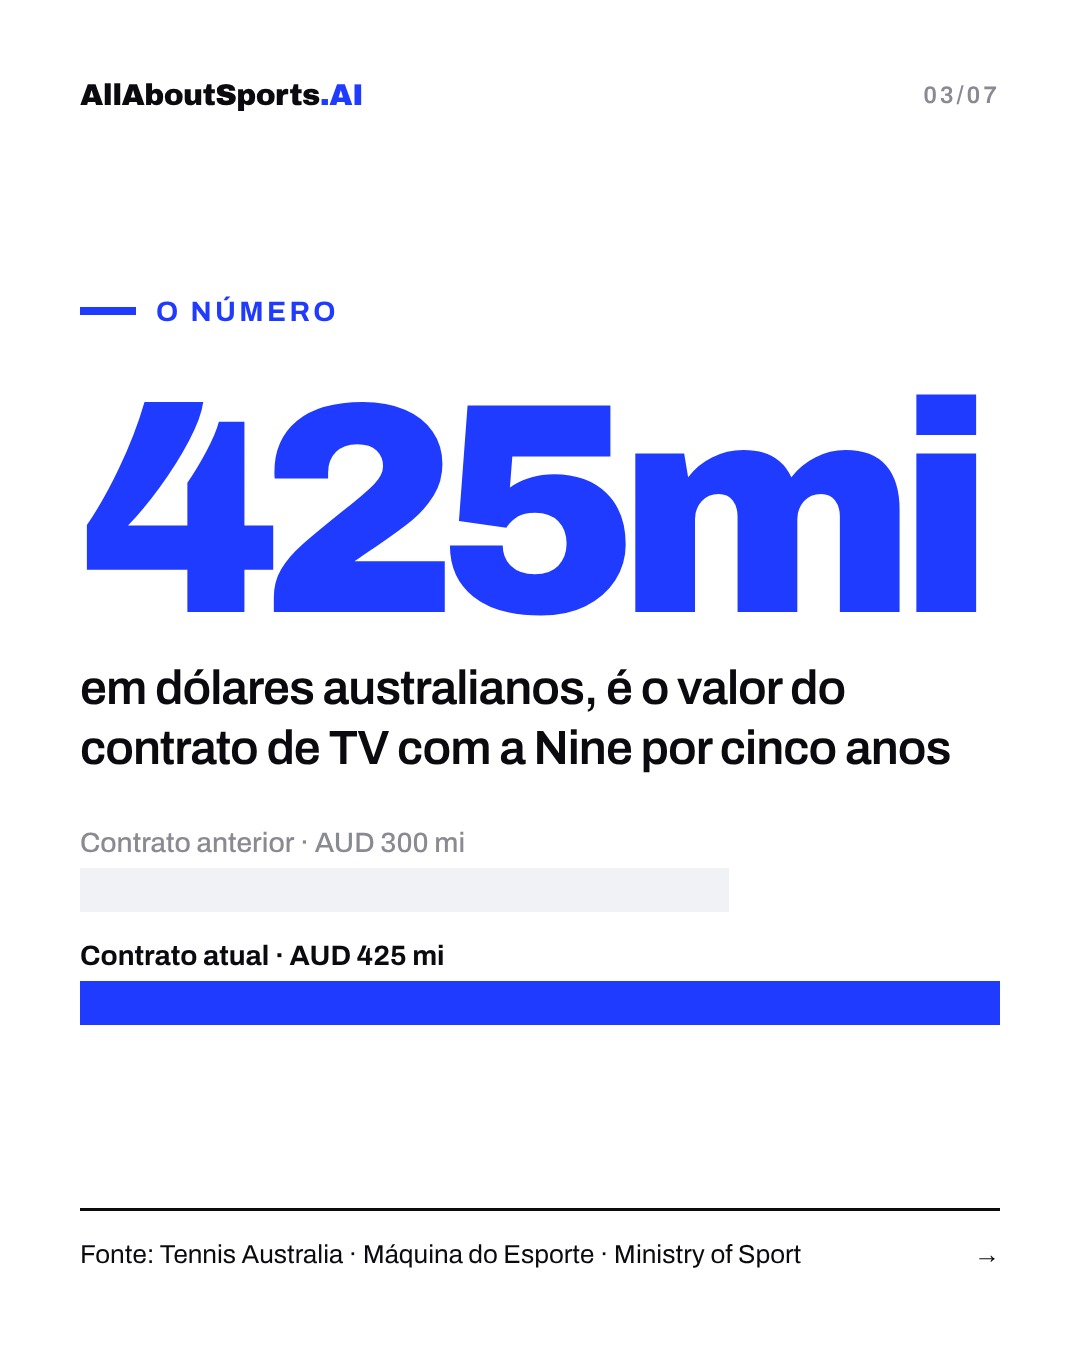 AllAboutSports.AI
03/07
O NÚMERO
425mi
em dólares australianos, é o valor do
contrato de TV com a Nine por cinco anos
Contrato anterior · AUD 300 mi
Contrato atual · AUD 425 mi
Fonte: Tennis Australia · Máquina do Esporte · Ministry of Sport →